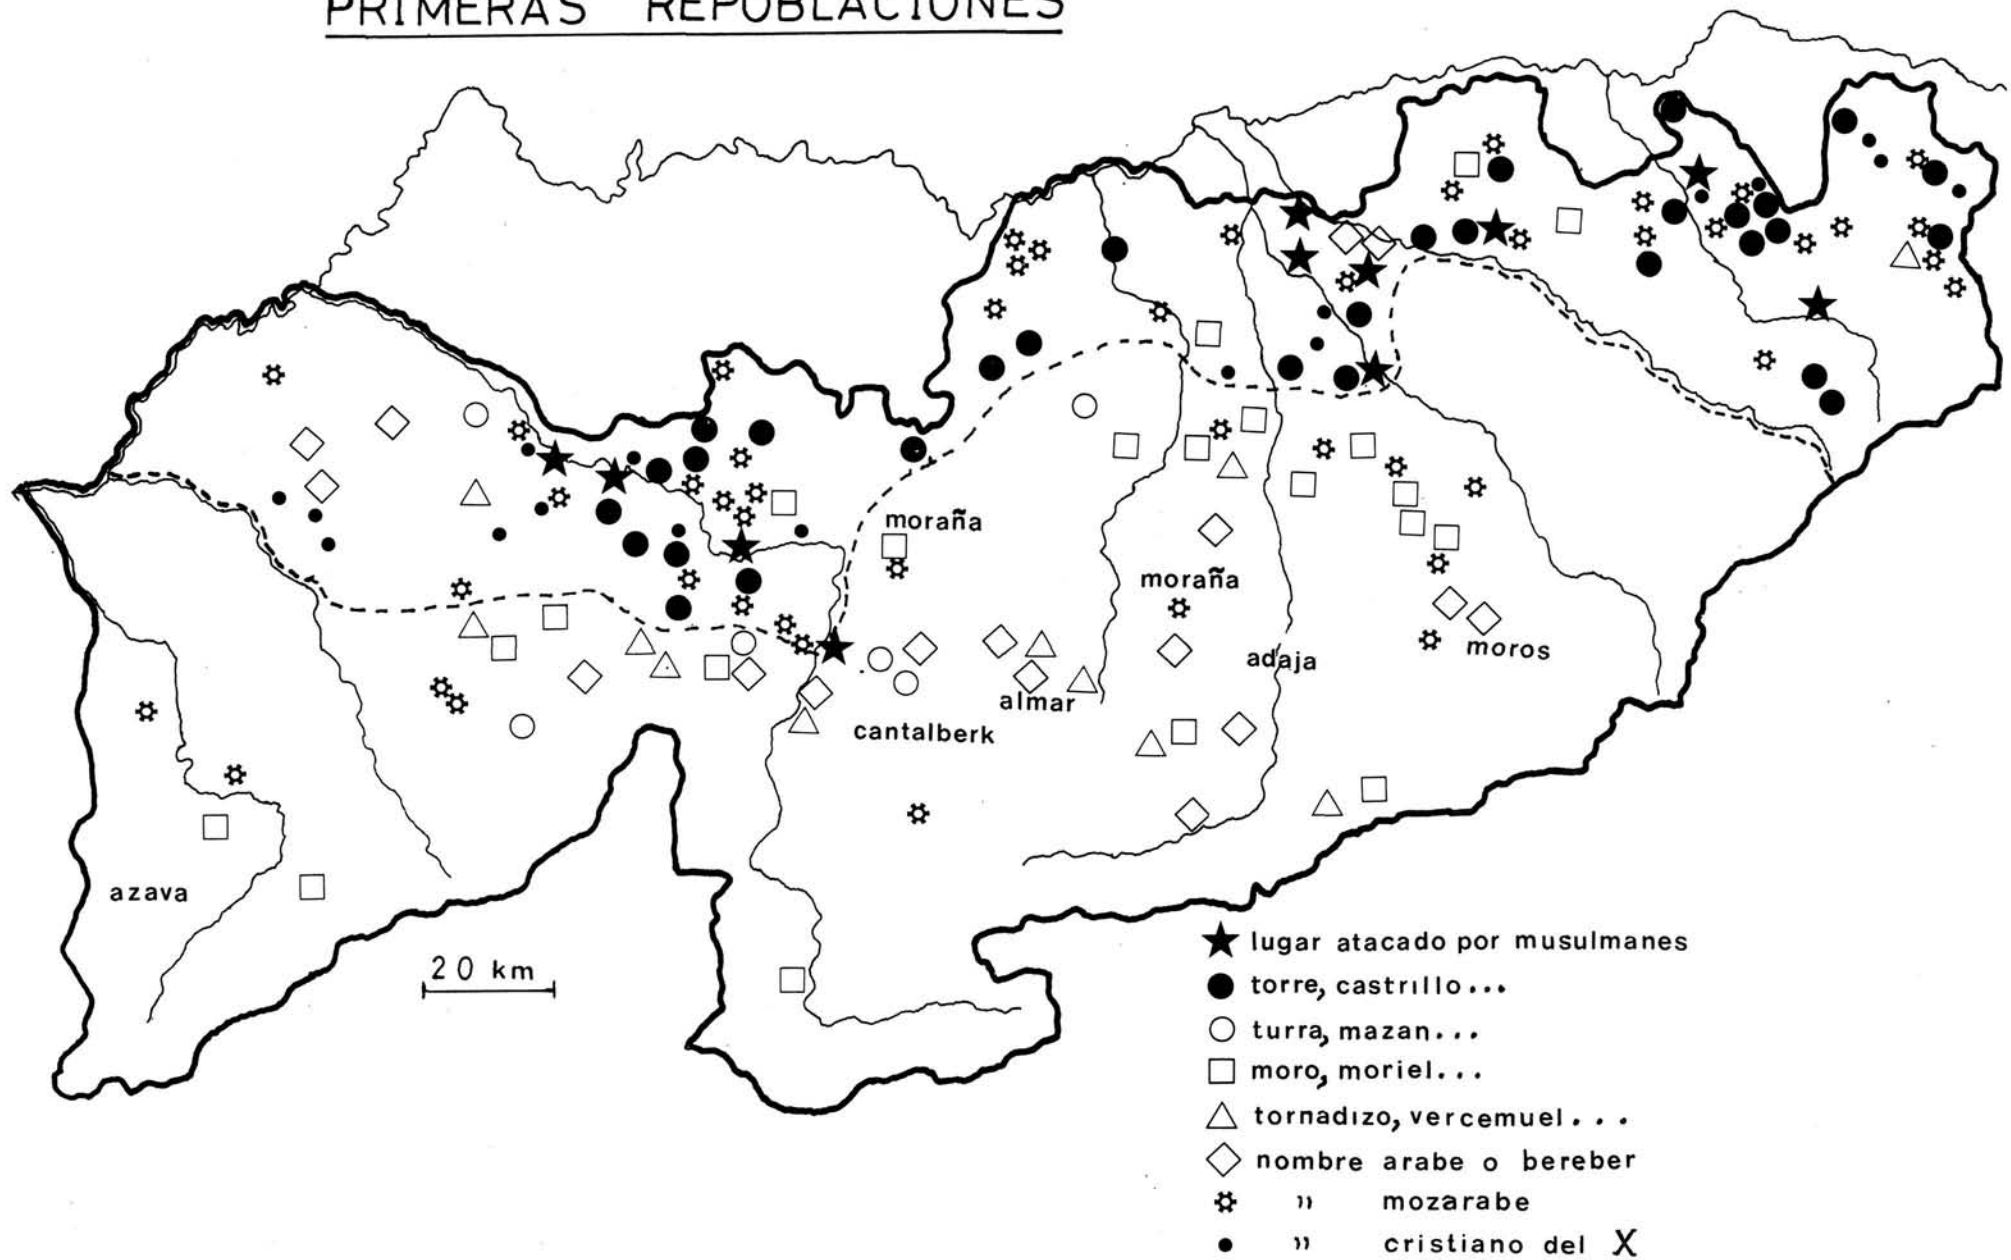 PRIMERAS REPOBLACIONES
moraña
moraña
moros
adaja
almar
cantalberk
azava
20 km
lugar atacado por musulmanes
torre, castrillo...
turra, mazan...
moro, moriel...
tornadizo, vercemuel...
nombre arabe o bereber
" mozarabe
" cristiano del X